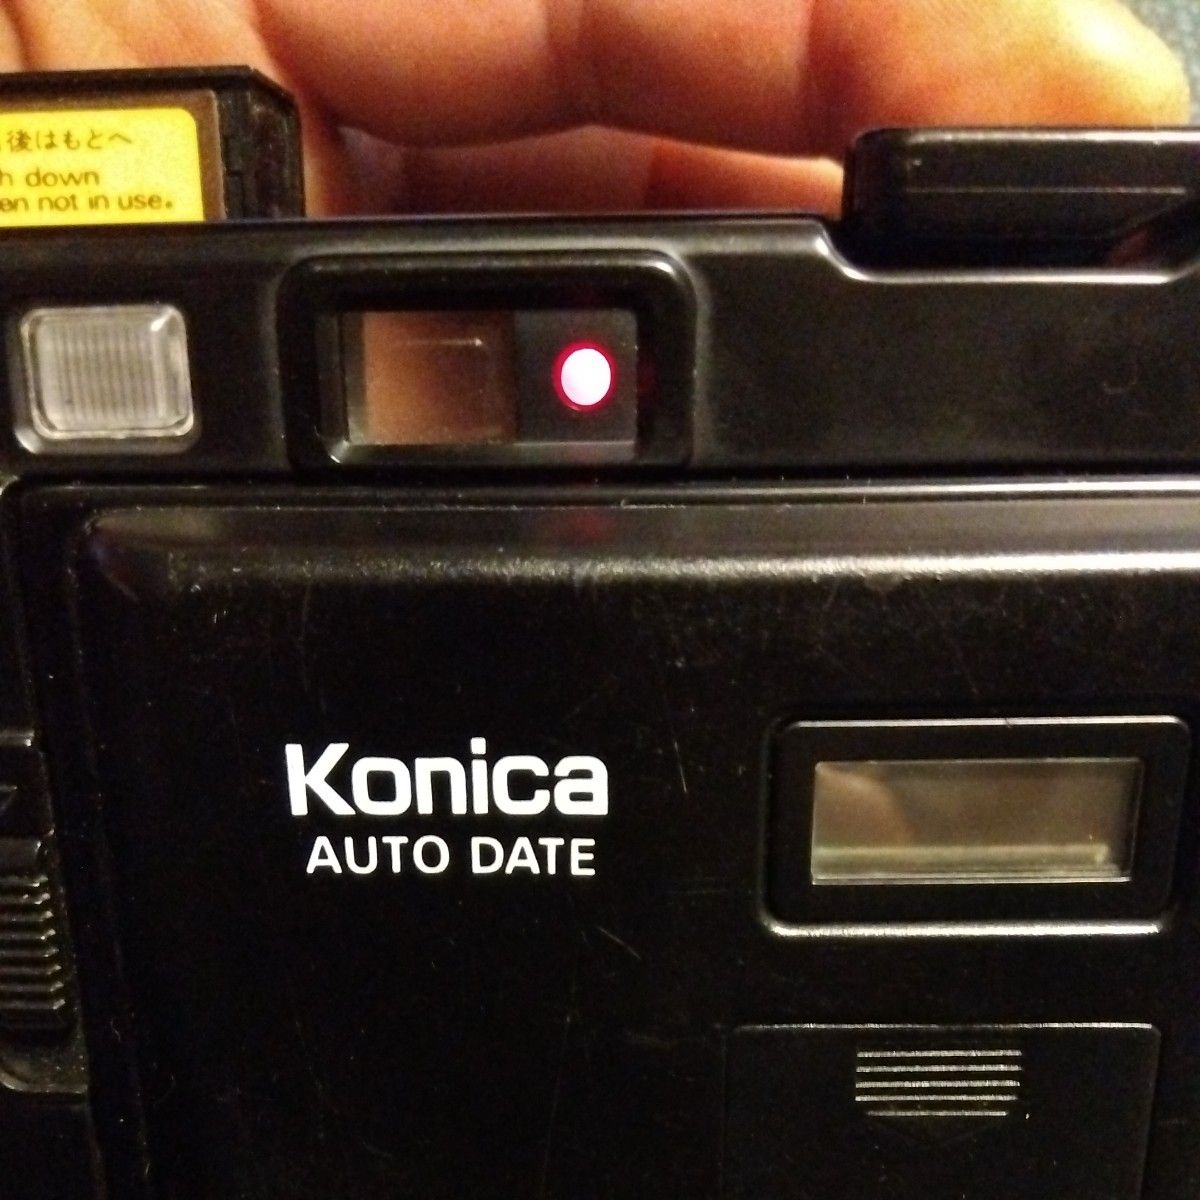 後はもとへ
h down
en not in use.
Konica
AUTO DATE